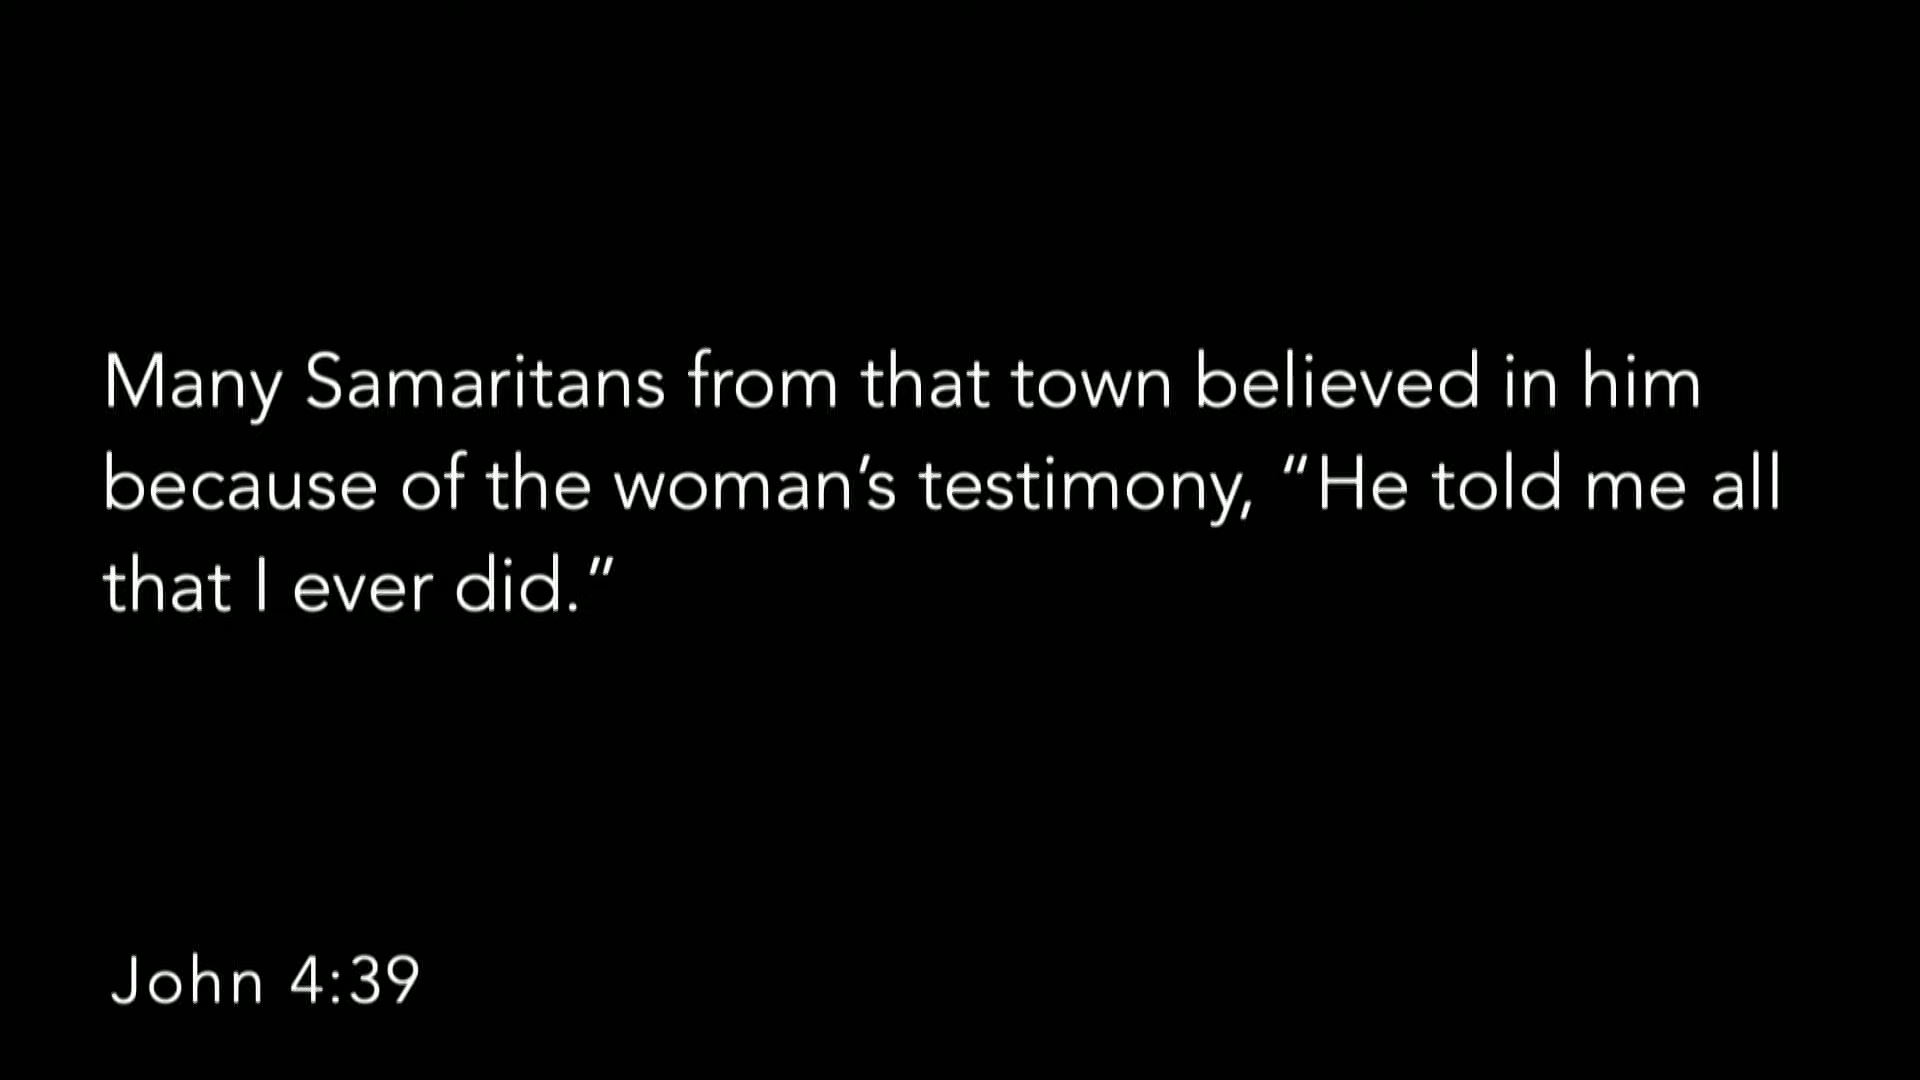 Many Samaritans from that town believed in him
because of the woman’s testimony, “He told me all
that I ever did.”
John 4:39